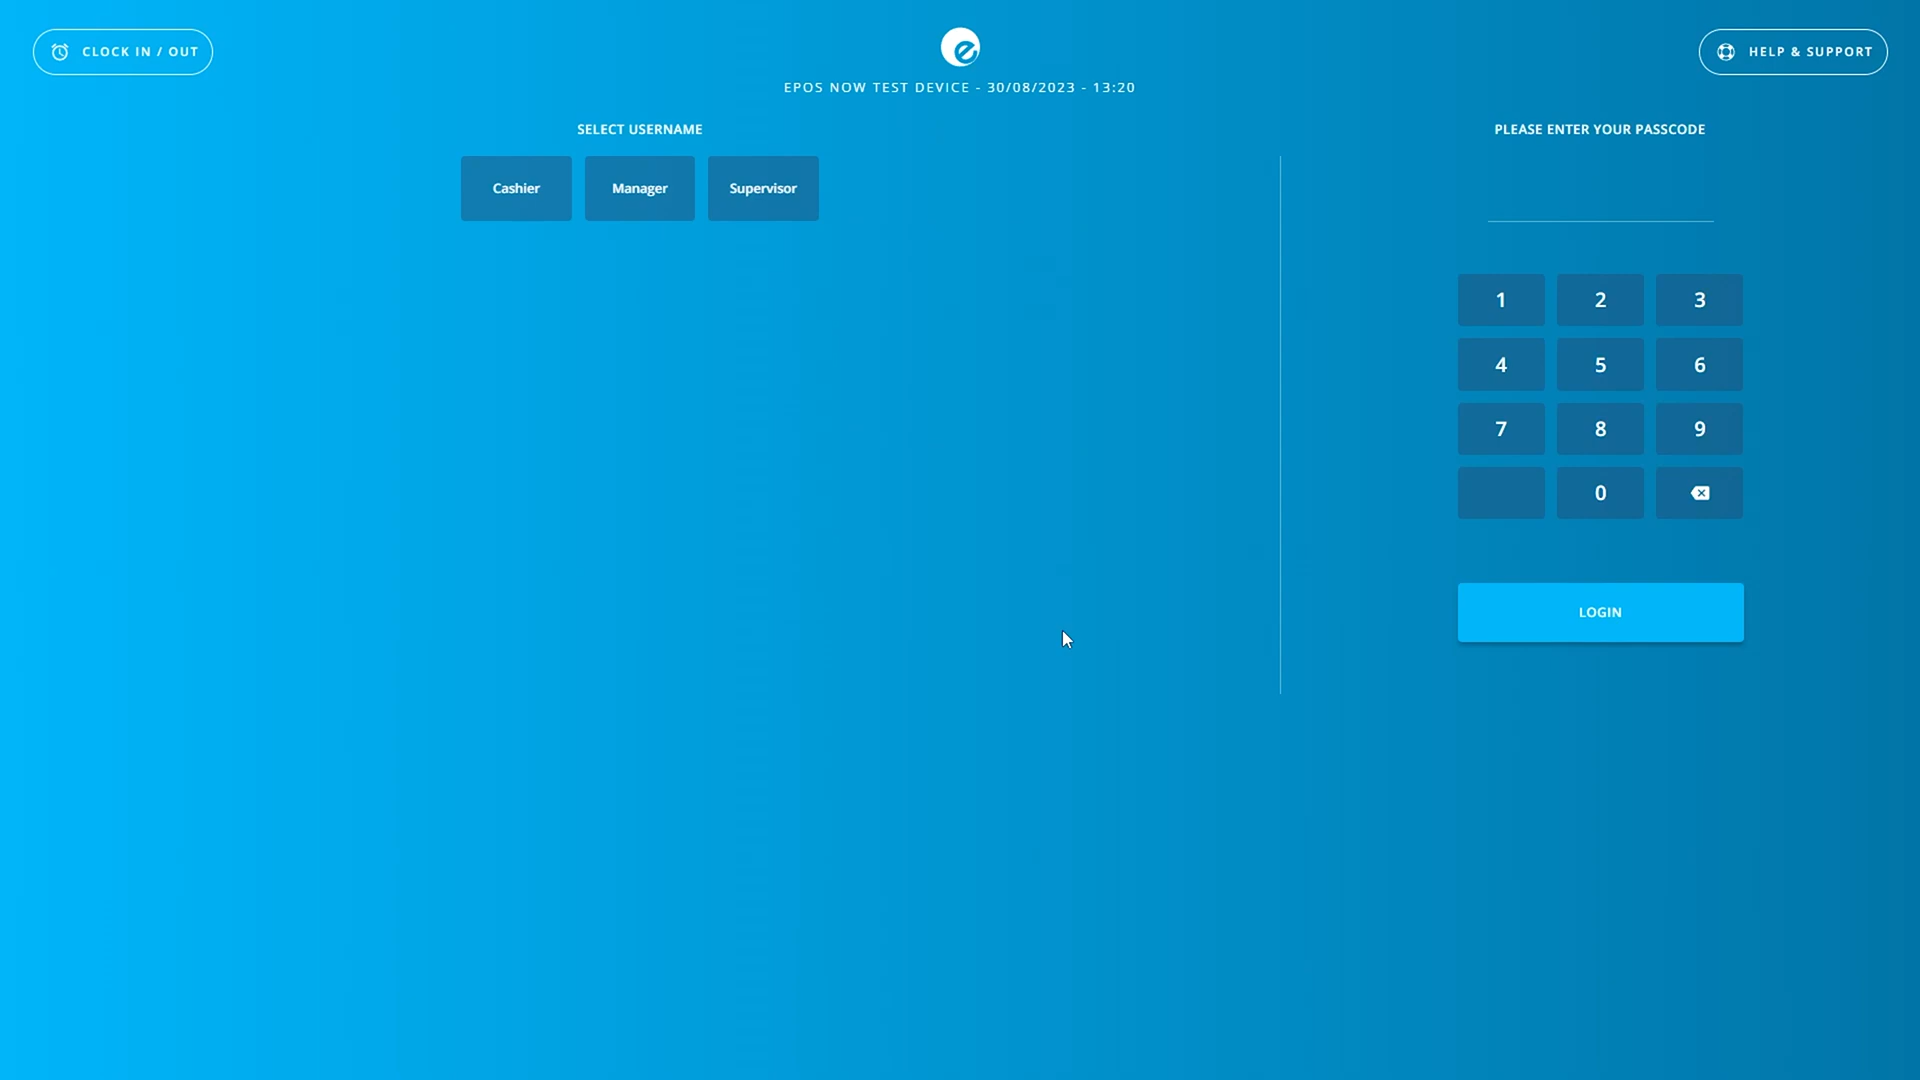 CLOCK IN / OUT
EPOS NOW TEST DEVICE - 30/08/2023 - 13:20
HELP & SUPPORT
SELECT USERNAME
Cashier Manager Supervisor
PLEASE ENTER YOUR PASSCODE
1 2 3
4 5 6
7 8 9
0
LOGIN